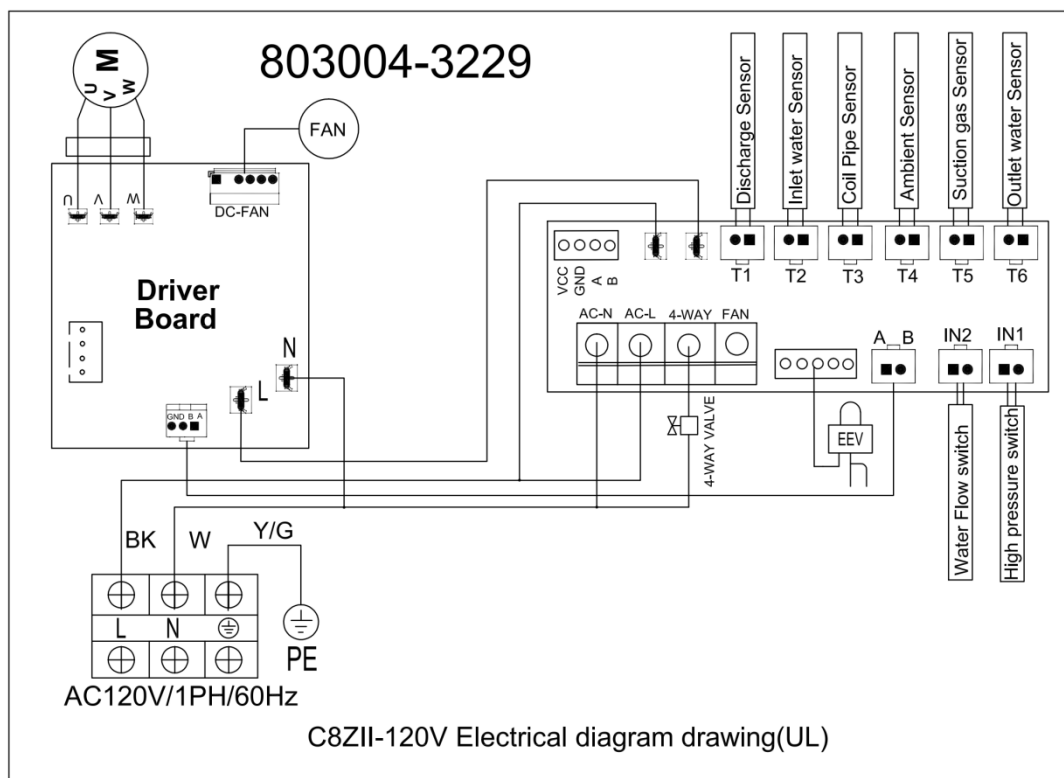 803004-3229
M
U
V
W
FAN
U
V
W
DC-FAN
Driver
Board
N
L
GND B A
Discharge Sensor
Inlet water Sensor
Coil Pipe Sensor
Ambient Sensor
Suction gas Sensor
Outlet water Sensor
T1
T2
T3
T4
T5
T6
VCC
GND
A
B
AC-N
AC-L
4-WAY
FAN
A B
IN2
IN1
4-WAY VALVE
EEV
Water Flow switch
High pressure switch
BK
W
Y/G
L
N
PE
AC120V/1PH/60Hz
C8ZII-120V Electrical diagram drawing(UL)